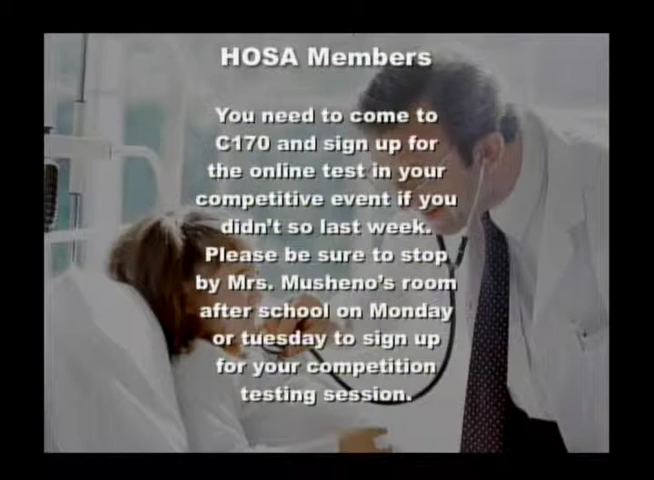 HOSA Members
You need to come to
C170 and sign up for
the online test in your
competitive event if you
didn't so last week.
Please be sure to stop
by Mrs. Musheno's room
after school on Monday
or tuesday to sign up
for your competition
testing session.